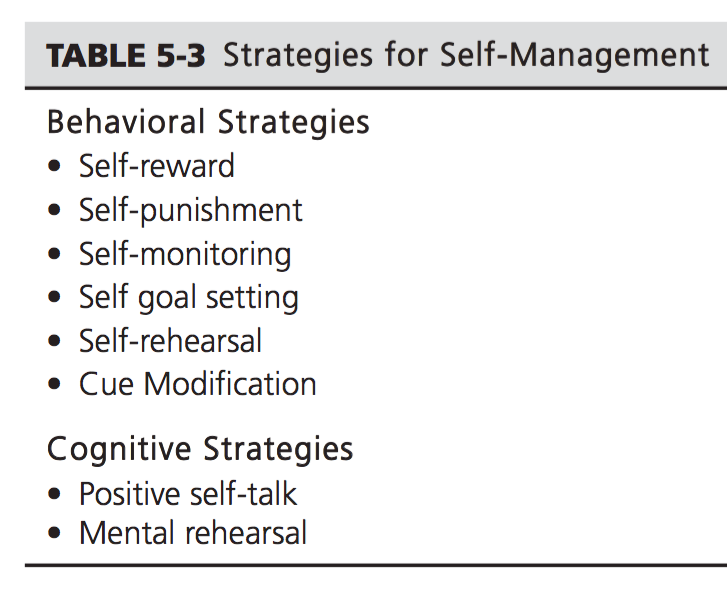 TABLE 5-3 Strategies for Self-Management
Behavioral Strategies
• Self-reward
• Self-punishment
• Self-monitoring
• Self goal setting
• Self-rehearsal
• Cue Modification
Cognitive Strategies
• Positive self-talk
• Mental rehearsal